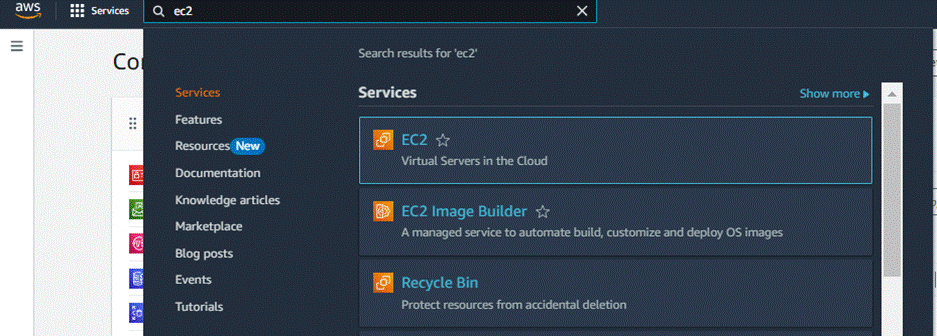 aws
Services
ec2
Search results for 'ec2'
Services
Features
Resources New
Documentation
Knowledge articles
Marketplace
Blog posts
Events
Tutorials
Services
Show more
EC2
Virtual Servers in the Cloud
EC2 Image Builder
A managed service to automate build, customize and deploy OS images
Recycle Bin
Protect resources from accidental deletion